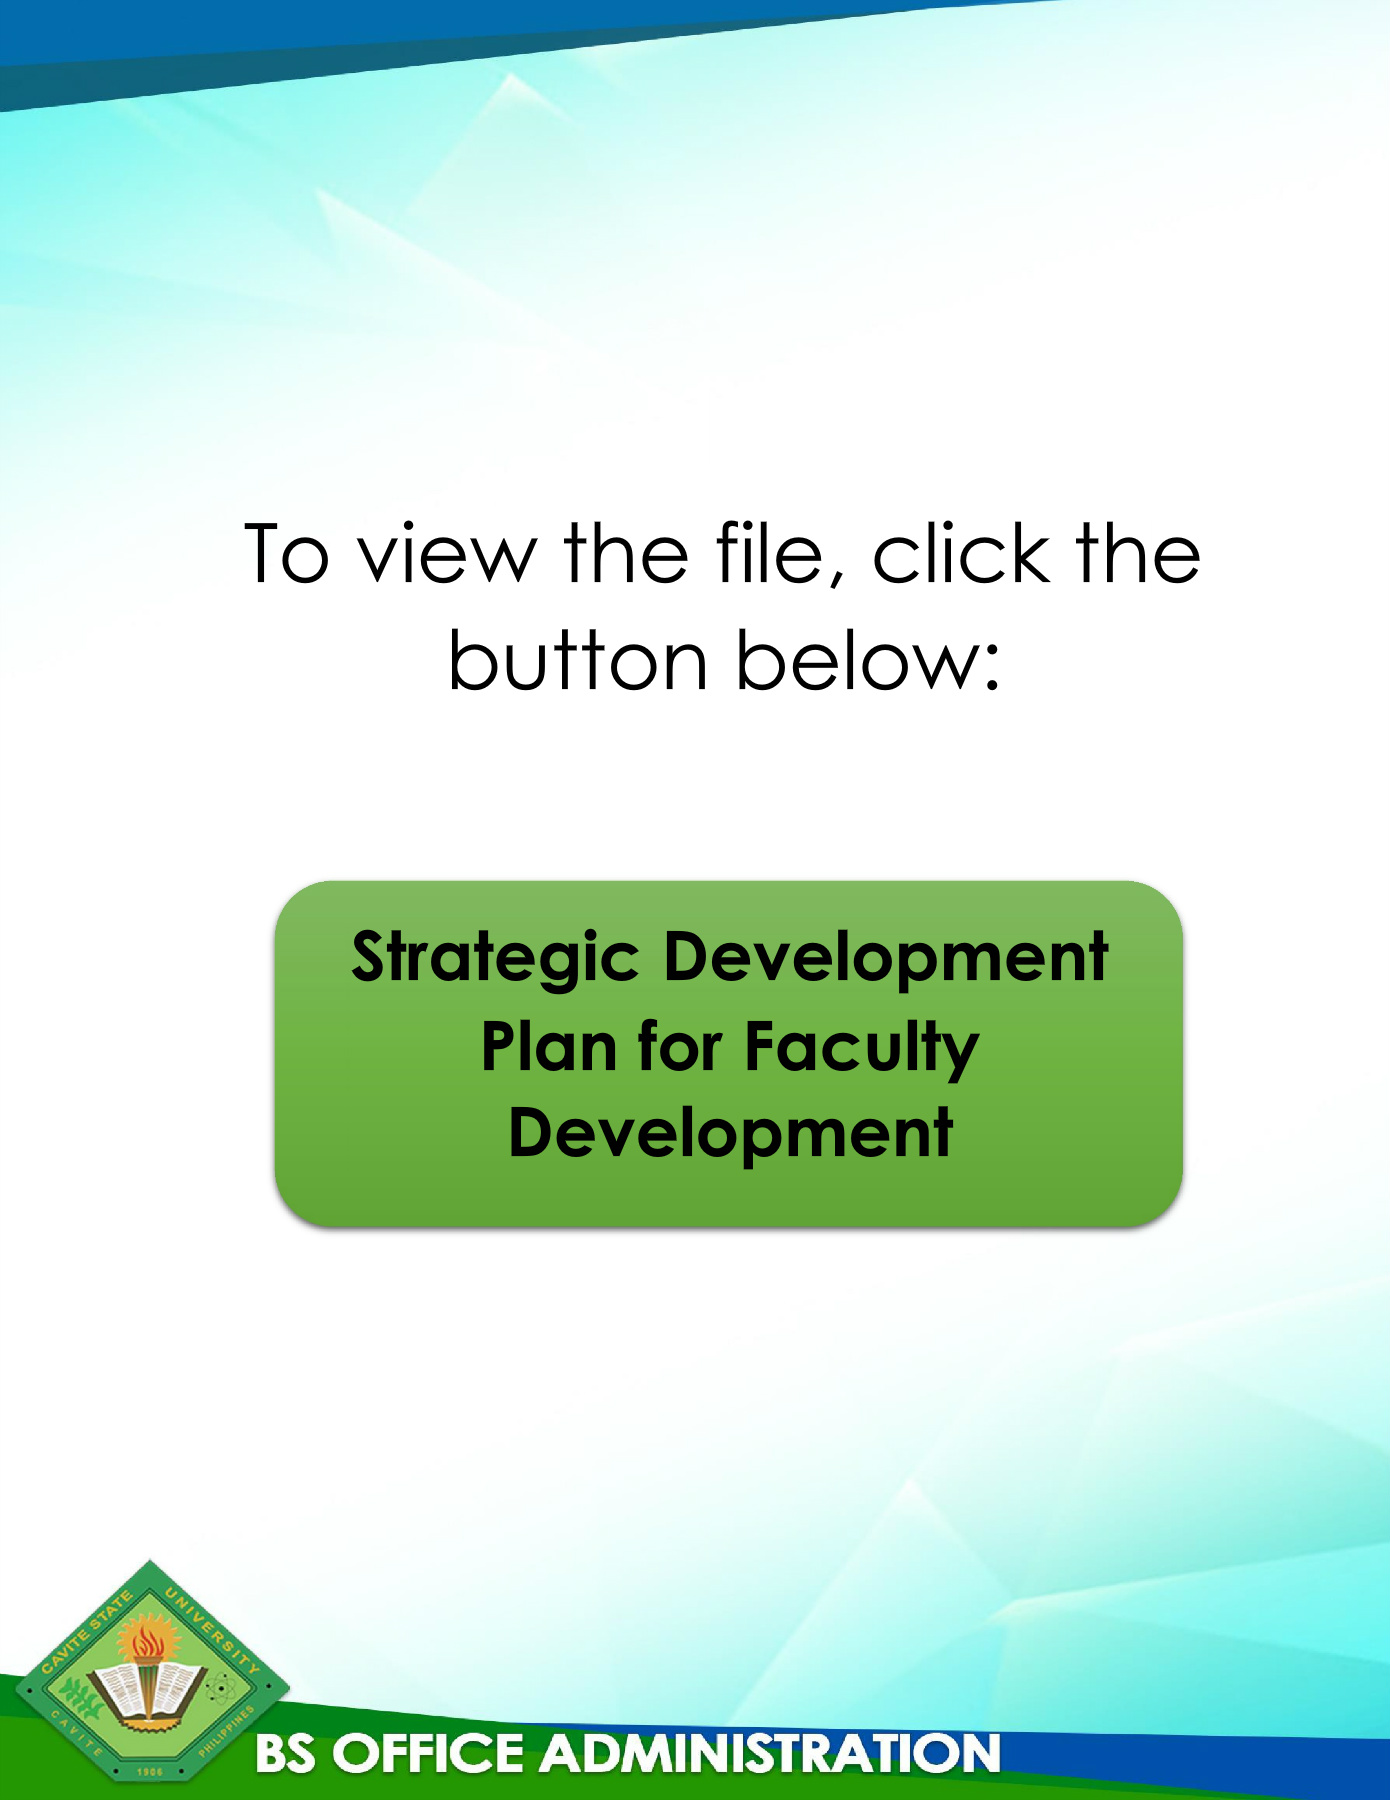 To view the file, click the
button below:
Strategic Development
Plan for Faculty
Development
CAVITE STATE UNIVERSITY
CAVITE PHILIPPINES
1906
BS OFFICE ADMINISTRATION